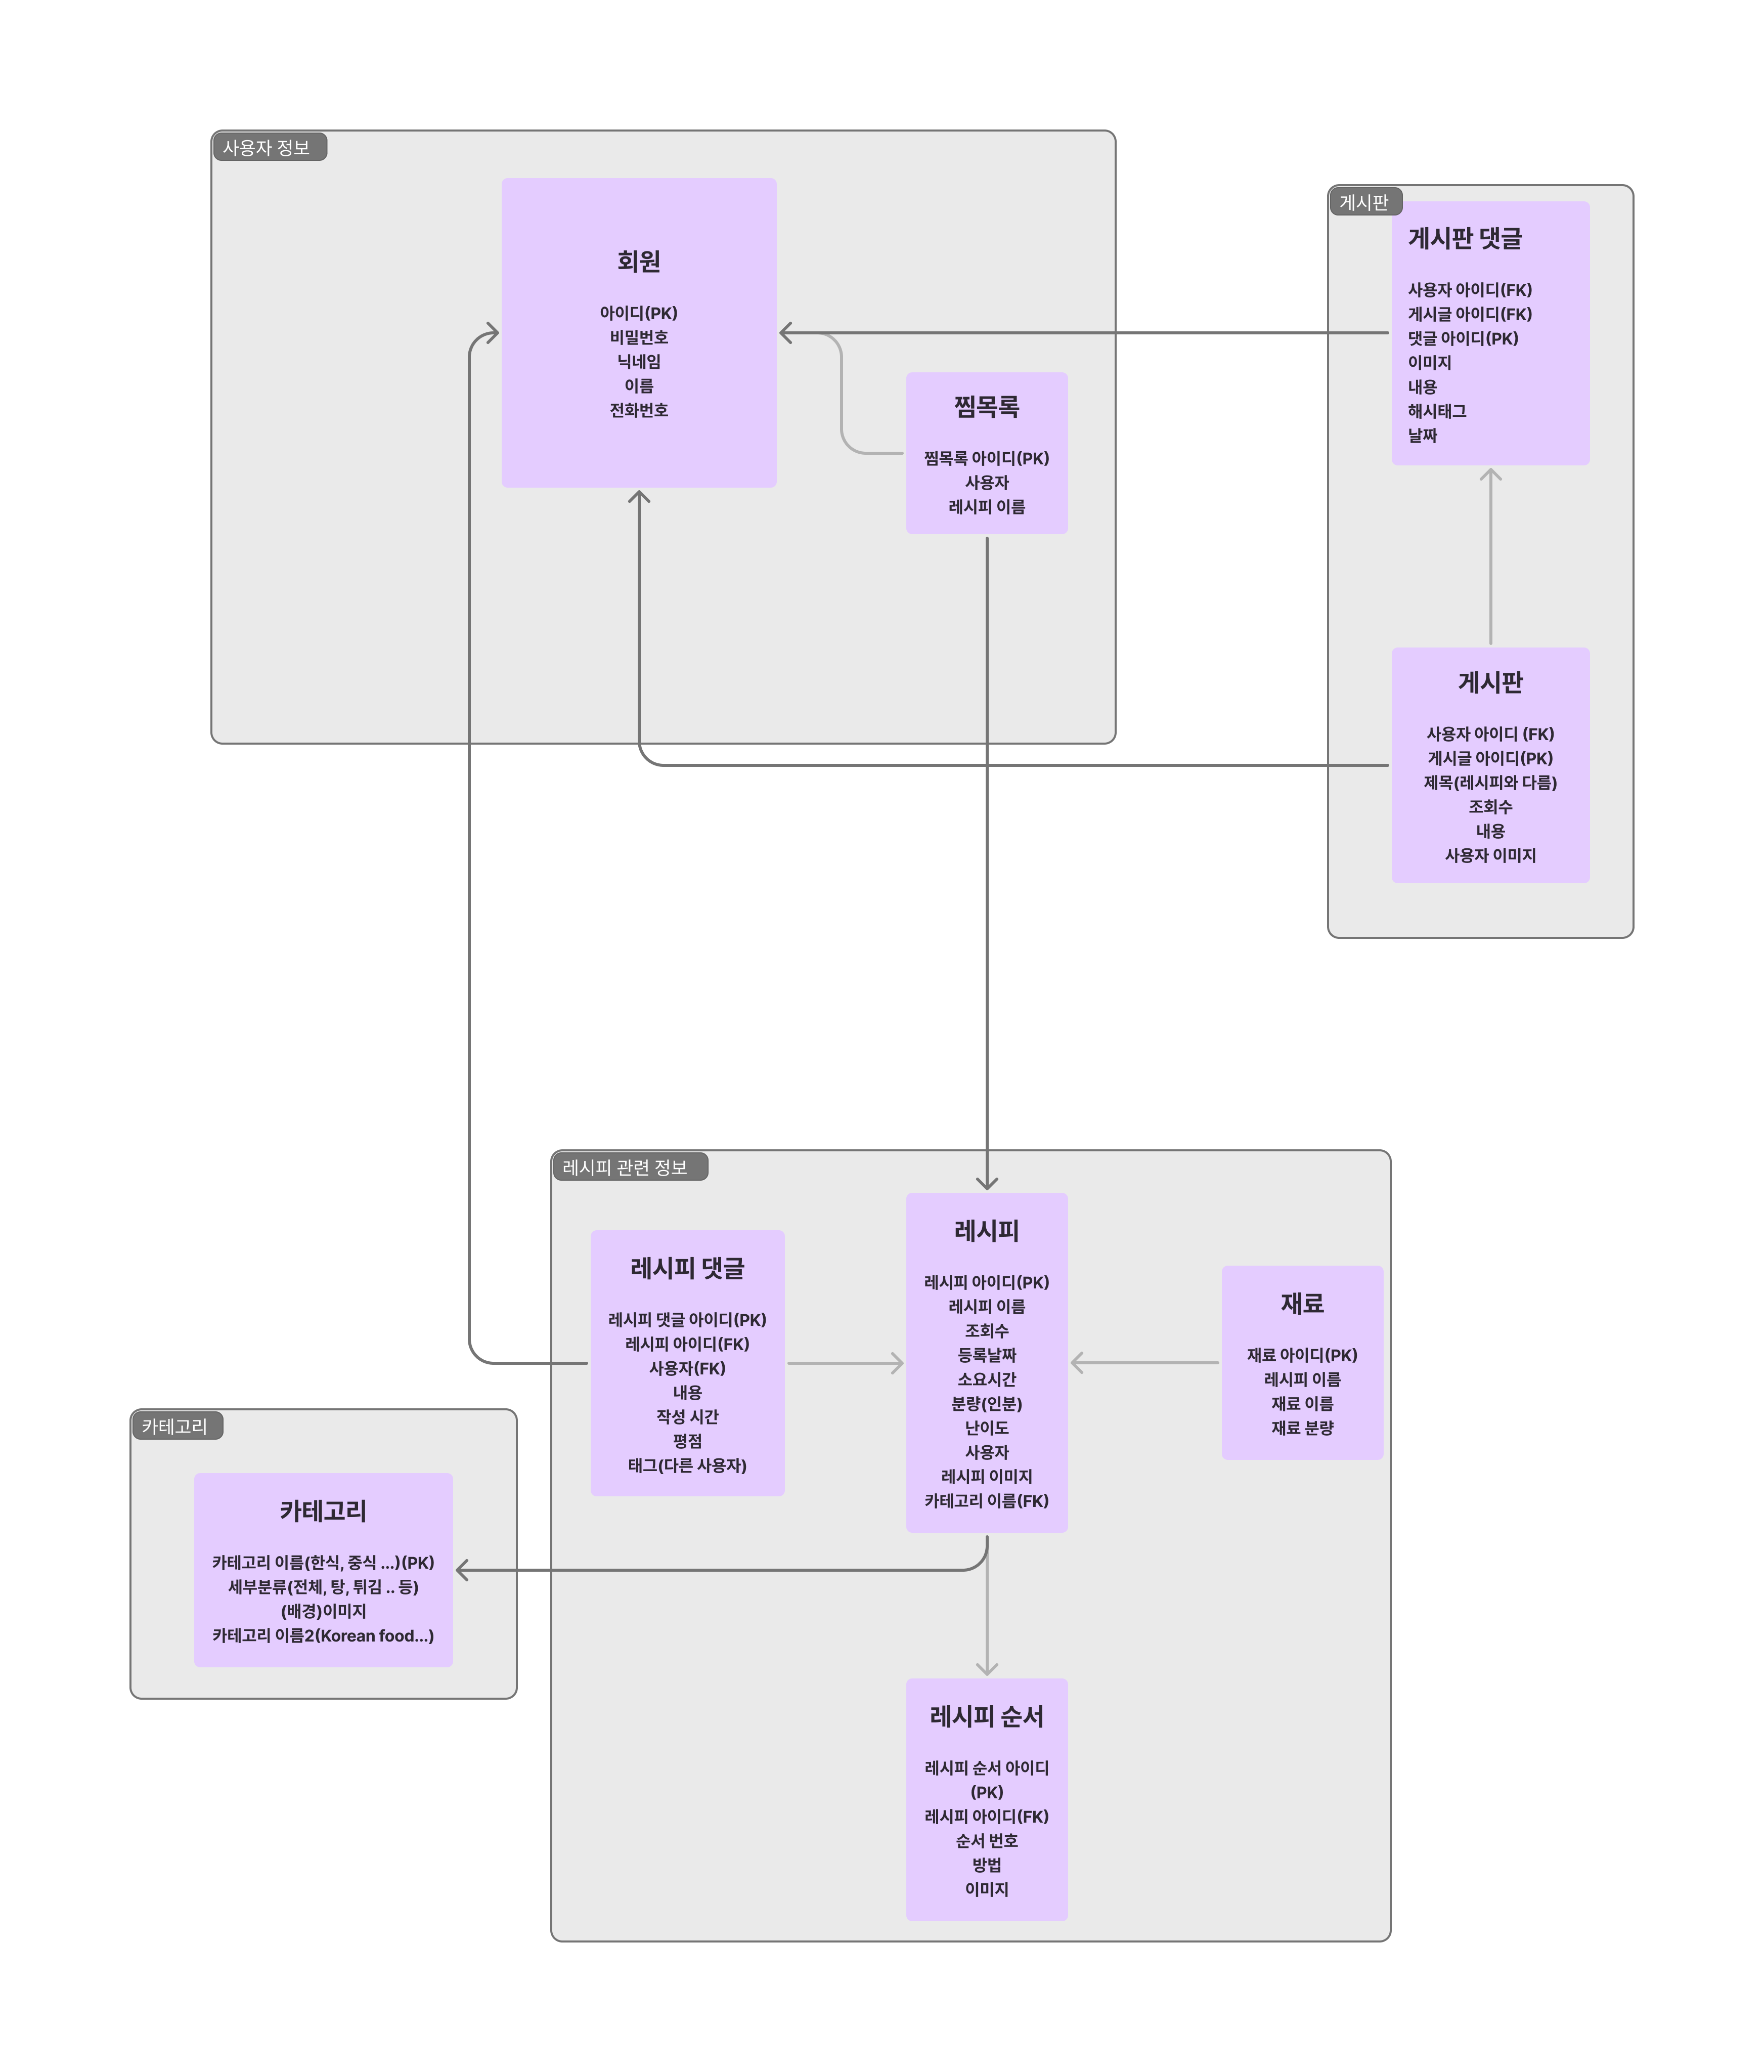 사용자 정보
회원
아이디(PK)
비밀번호
닉네임
이름
전화번호
찜목록
찜목록 아이디(PK)
사용자
레시피 이름
게시판
게시판 댓글
사용자 아이디(FK)
게시글 아이디(FK)
댓글 아이디(PK)
이미지
내용
해시태그
날짜
게시판
사용자 아이디 (FK)
게시글 아이디(PK)
제목(레시피와 다름)
조회수
내용
사용자 이미지
레시피 관련 정보
레시피 댓글
레시피 댓글 아이디(PK)
레시피 아이디(FK)
사용자(FK)
내용
작성 시간
평점
태그(다른 사용자)
레시피
레시피 아이디(PK)
레시피 이름
조회수
등록날짜
소요시간
분량(인분)
난이도
사용자
레시피 이미지
카테고리 이름(FK)
재료
재료 아이디(PK)
레시피 이름
재료 이름
재료 분량
카테고리
카테고리
카테고리 이름(한식, 중식 ...)(PK)
세부분류(전체, 탕, 튀김 .. 등)
(배경)이미지
카테고리 이름2(Korean food...)
레시피 순서
레시피 순서 아이디
(PK)
레시피 아이디(FK)
순서 번호
방법
이미지